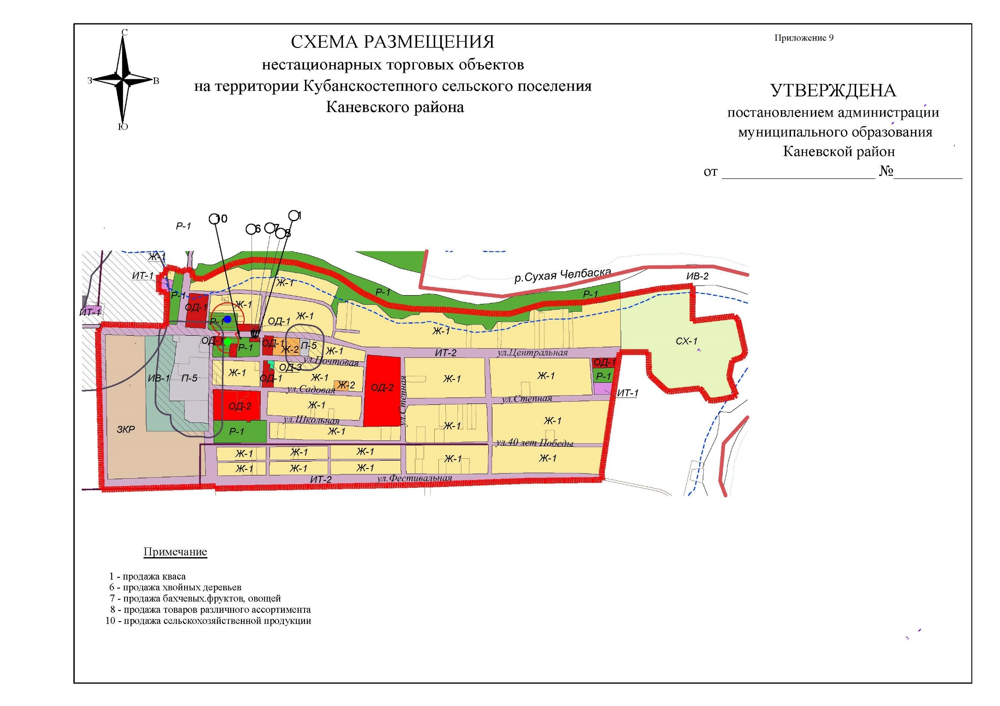 С
З
В
Ю
СХЕМА РАЗМЕЩЕНИЯ
нестационарных торговых объектов
на территории Кубанскостепного сельского поселения
Каневского района
Приложение 9
УТВЕРЖДЕНА
постановлением администрации
муниципального образования
Каневской район
от №
10
6
7
8
1
Р-1
Ж-1
ИТ-1
Р-1
ОД-1
ИТ-1
Ж-1
Р-1
Ж-1
ОД-1
Ж-1
Р-1
р.Сухая Челбаска
Р-1
ИВ-2
Ж-1
СХ-1
ОД-1
Р-1
ОД-1
Ж-2
П-5
Ж-1
ИТ-2
ул.Центральная
ул.Почтовая
ОД-3
ОД-1
Р-1
ИТ-1
ИВ-1
П-5
Ж-1
ОД-1
Ж-1
Ж-2
ОД-2
ул.Степная
Ж-1
Ж-1
ул.Садовая
ул.Степная
ОД-2
Ж-1
ул.Школьная
ЗКР
Р-1
Ж-1
Ж-1
Ж-1
ул.40 лет Победы
Ж-1
Ж-1
Ж-1
Ж-1
Ж-1
Ж-1
Ж-1
Ж-1
ИТ-2
ул.Фестивальная
Примечание
1 - продажа кваса
6 - продажа хвойных деревьев
7 - продажа бахчевых.фруктов, овощей
8 - продажа товаров различного ассортимента
10 - продажа сельскохозяйственной продукции